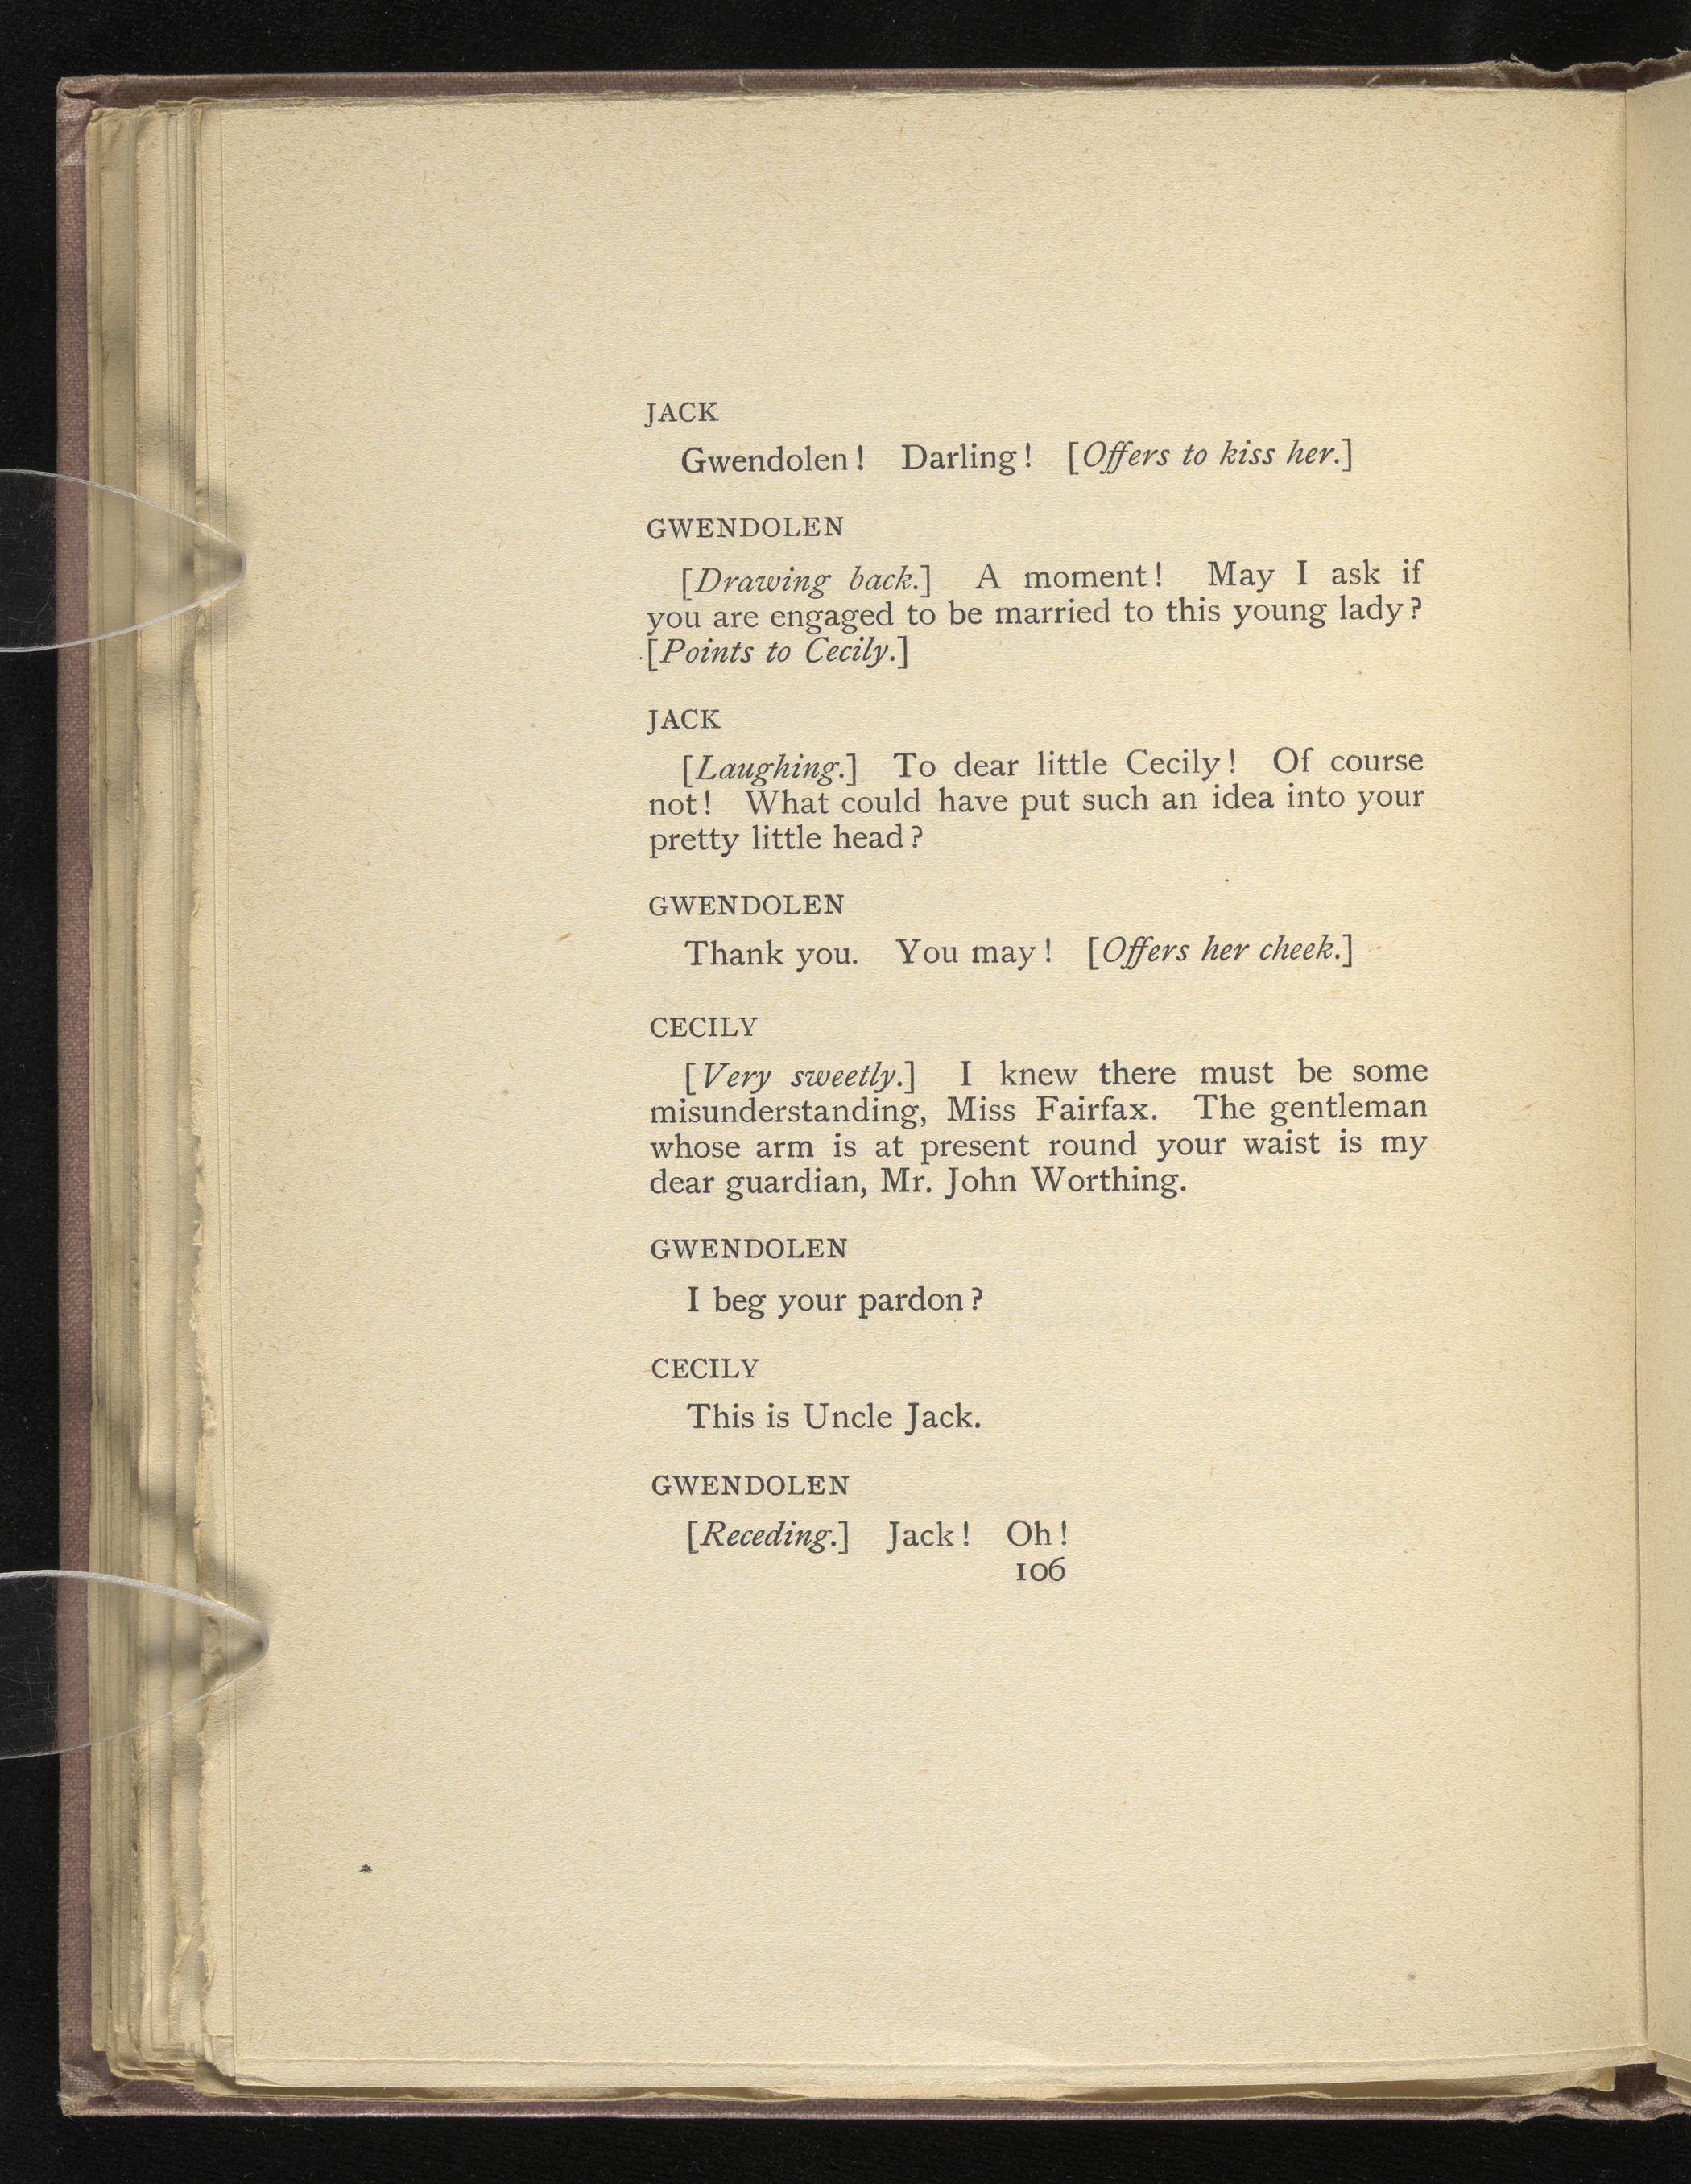 JACK
Gwendolen! Darling! [Offers to kiss her.]
GWENDOLEN
[Drawing back.] A moment! May I ask if
you are engaged to be married to this young lady?
[Points to Cecily.]
JACK
[Laughing.] To dear little Cecily! Of course
not! What could have put such an idea into your
pretty little head?
GWENDOLEN
Thank you. You may! [Offers her cheek.]
CECILY
[Very sweetly.] I knew there must be some
misunderstanding, Miss Fairfax. The gentleman
whose arm is at present round your waist is my
dear guardian, Mr. John Worthing.
GWENDOLEN
I beg your pardon?
CECILY
This is Uncle Jack.
GWENDOLEN
[Receding.] Jack! Oh!
106